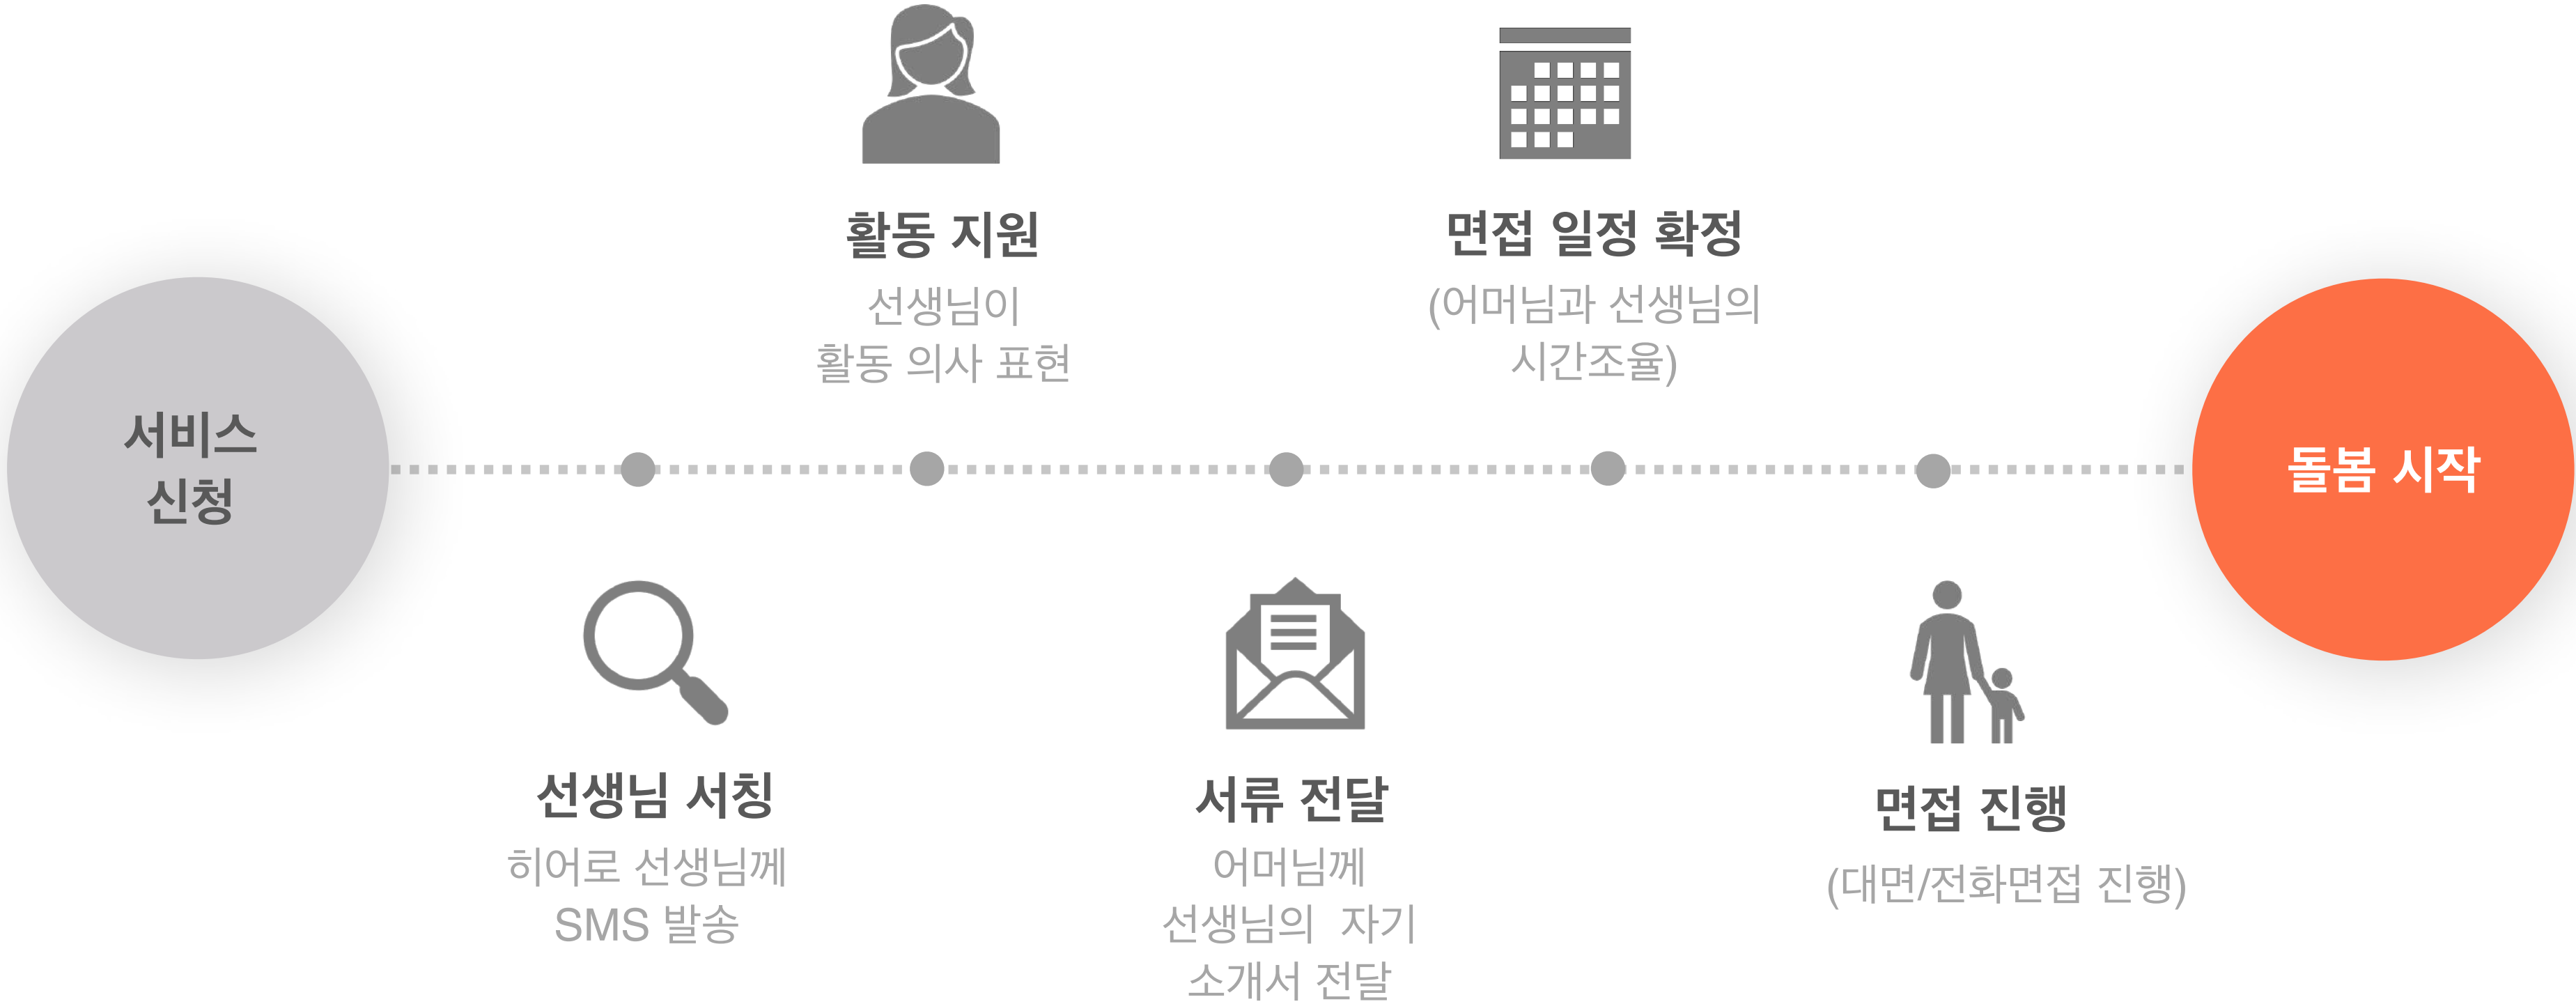 서비스
신청
선생님 서칭
히어로 선생님께
SMS 발송
활동 지원
선생님이
활동 의사 표현
서류 전달
어머님께
선생님의 자기
소개서 전달
면접 일정 확정
(어머님과 선생님의
시간조율)
면접 진행
(대면/전화면접 진행)
돌봄 시작